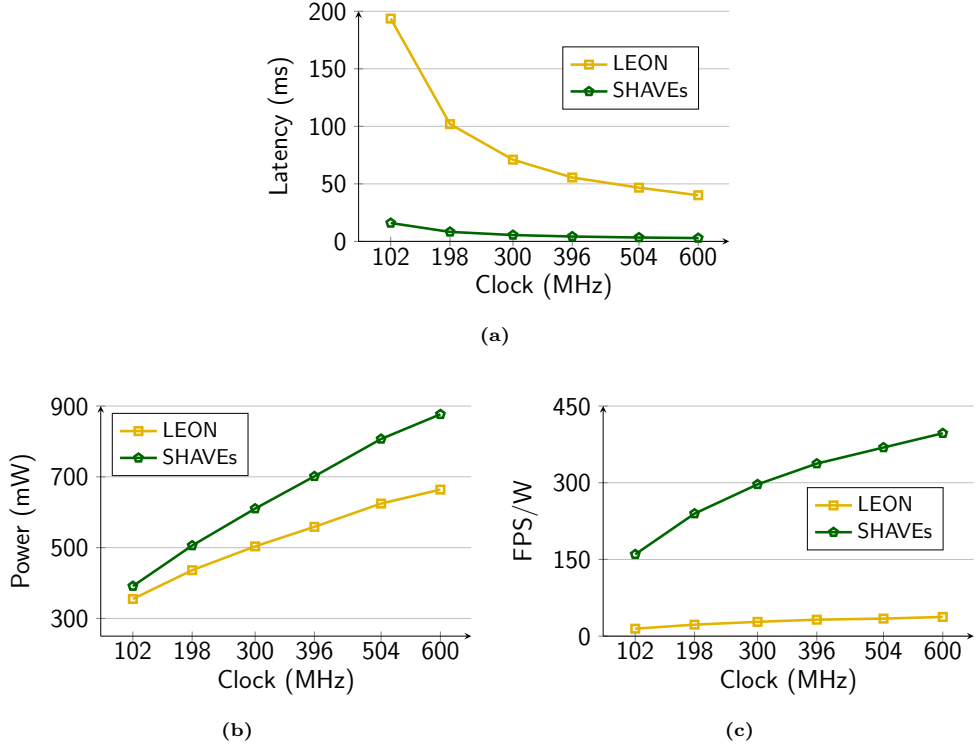 200
150
100
50
0
Latency (ms)
LEON
SHAVEs
102 198 300 396 504 600
Clock (MHz)
(a)
900
700
500
300
Power (mW)
LEON
SHAVEs
102 198 300 396 504 600
Clock (MHz)
(b)
450
300
150
0
FPS/W
LEON
SHAVEs
102 198 300 396 504 600
Clock (MHz)
(c)